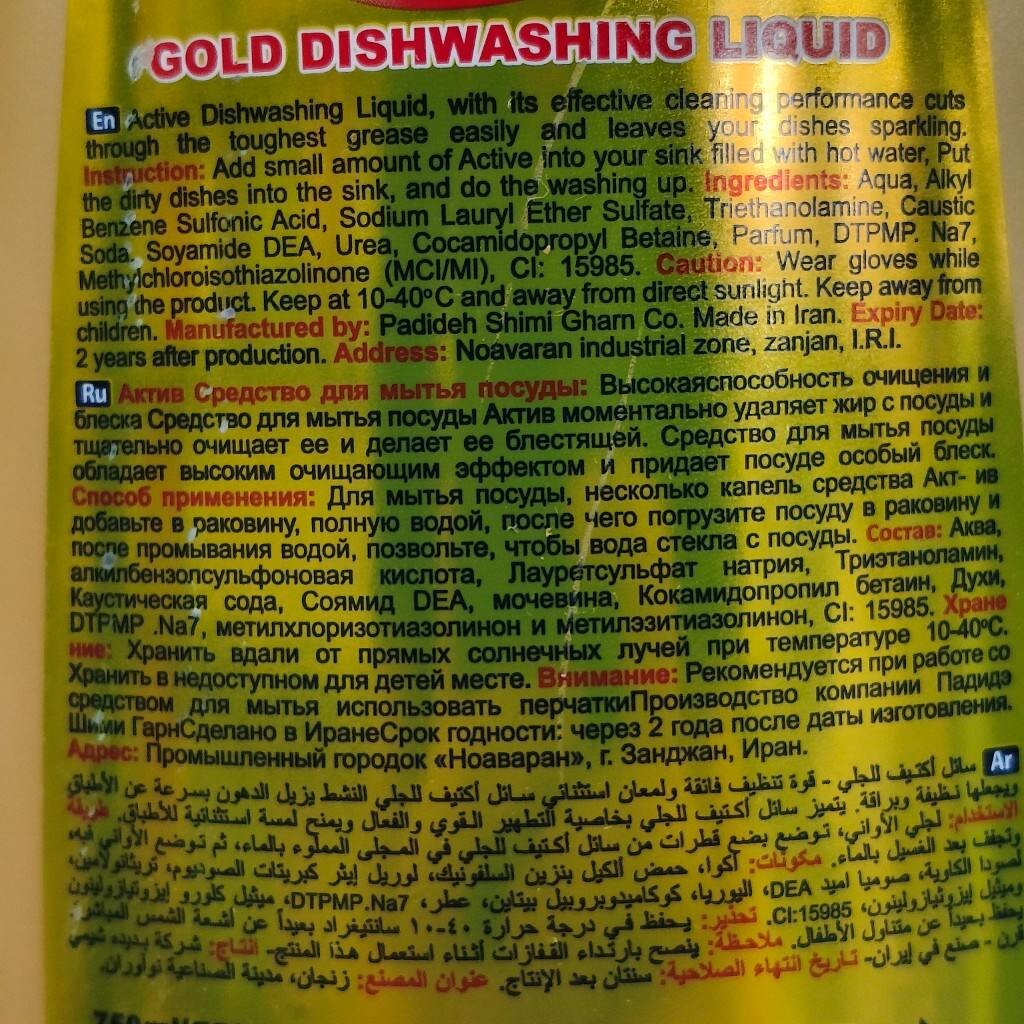 GOLD DISHWASHING LIQUID
En Active Dishwashing Liquid, with its effective cleaning performance cuts
through the toughest grease easily and leaves your dishes sparkling.
Instruction: Add small amount of Active into your sink filled with hot water, Put
the dirty dishes into the sink, and do the washing up. Ingredients: Aqua, Alkyl
Benzene Sulfonic Acid, Sodium Lauryl Ether Sulfate, Triethanolamine, Caustic
Soda, Soyamide DEA, Urea, Cocamidopropyl Betaine, Parfum, DTPMP. Na7,
Methylchloroisothiazolinone (MCI/MI), CI: 15985. Caution: Wear gloves while
using the product. Keep at 10-40°C and away from direct sunlight. Keep away from
children. Manufactured by: Padideh Shimi Gharn Co. Made in Iran. Expiry Date:
2 years after production. Address: Noavaran industrial zone, zanjan, I.R.I.
Ru Актив Средство для мытья посуды: Высокаяспособность очищения и
блеска Средство для мытья посуды Актив моментально удаляет жир с посуды и
тщательно очищает ее и делает ее блестящей. Средство для мытья посуды
обладает высоким очищающим эффектом и придает посуде особый блеск.
Способ применения: Для мытья посуды, несколько капель средства Акт- ив
добавьте в раковину, полную водой, после чего погрузите посуду в раковину и
после промывания водой, позвольте, чтобы вода стекла с посуды. Состав: Аква,
алкилбензолсульфоновая кислота, Лауретсульфат натрия, Триэтаноламин,
Каустическая сода, Соямид DEA, мочевина, Кокамидопропил бетаин, Духи,
DTPMP .Na7, метилхлоризотиазолинон и метилэзитиазолинон, CI: 15985. Хране
ние: Хранить вдали от прямых солнечных лучей при температуре 10-40°C.
Хранить в недоступном для детей месте. Внимание: Рекомендуется при работе со
средством для мытья использовать перчаткиПроизводство компании Падидэ
Шими ГарнСделано в ИранеСрок годности: через 2 года после даты изготовления.
Адрес: Промышленный городок «Ноаваран», г. Занджан, Иран.
Ar سائل أكتيف للجلي - قوة تنظيف فائقة ولمعان استثنائي سائل أكتيف للجلي النشط يزيل الدهون بسرعة عن الأطباق
ويجعلها نظيفة وبراقة. يتميز سائل أكتيف للجلي بخاصية التطهير القوي والفعال ويمنح لمسة استثنائية للأطباق. طريقة
الاستخدام: لجلي الأواني، توضع بضع قطرات من سائل أكتيف للجلي في المجلى المملوء بالماء، ثم توضع الأواني فيه،
وتجفف بعد الغسيل بالماء. مكونات: أكوا، حمض ألكيل بنزين السلفونيك، لوريل إيثر كبريتات الصوديوم، تريثانولامين،
لصودا الكاوية، صوميا اميد DEA، اليوريا، كوكاميدوبروبيل بيتاين، عطر، DTPMP.Na7، ميثيل كلورو إيزوتيازولينون
وميثيل إيزوثيازولينون، CI:15985. تحذير: يحفظ في درجة حرارة ٤٠-١٠ سانتيغراد بعيداً عن أشعة الشمس المباشرة
يحفظ بعيداً عن متناول الأطفال. ملاحظة: ينصح بارتداء القفازات أثناء استعمال هذا المنتج- انتاج: شركة بديده شيمي
قرن - صنع في إيران- تاريخ انتهاء الصلاحية: سنتان بعد الإنتاج. عنوان المصنع: زنجان، مدينة الصناعية نوآوران.